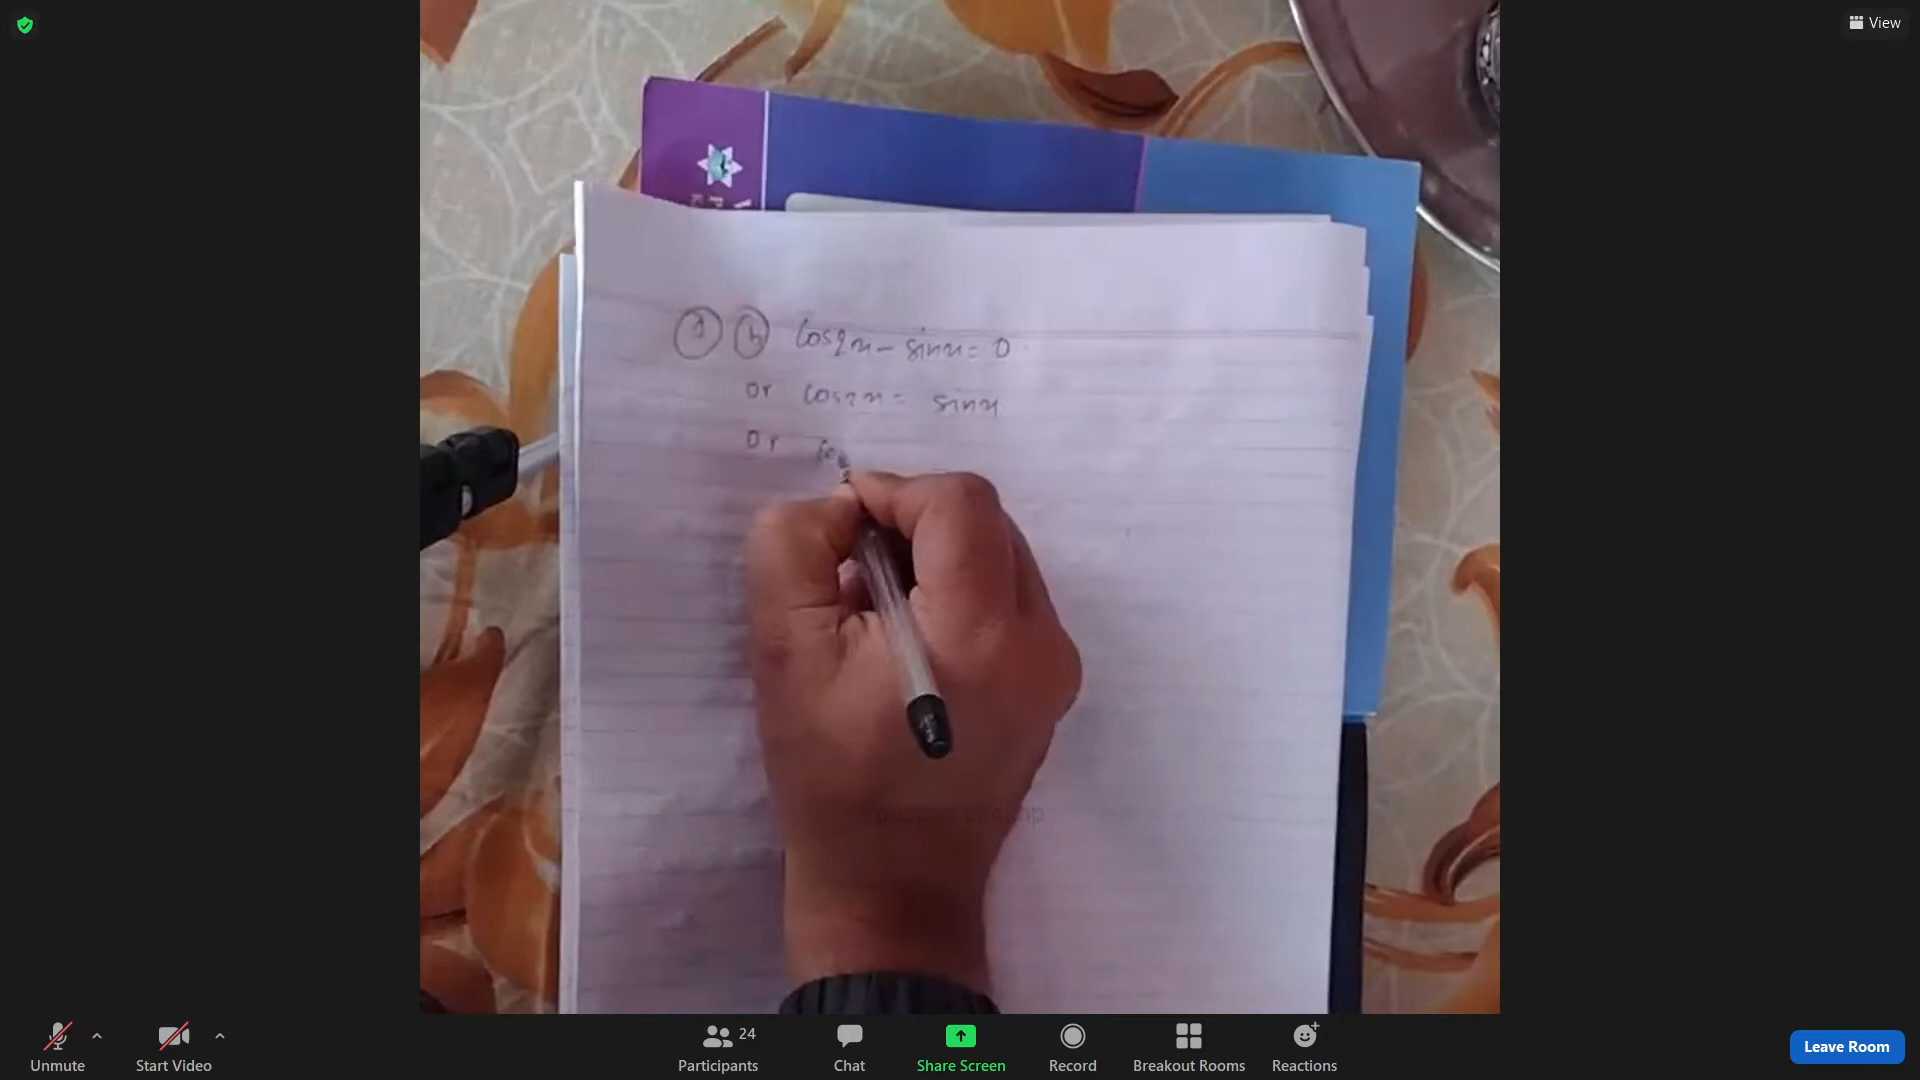 View
① ⓑ cos2x - sinx = 0
or cos2x = sinx
or co
Unmute
Start Video
24
Participants
Chat
Share Screen
Record
Breakout Rooms
Reactions
Leave Room